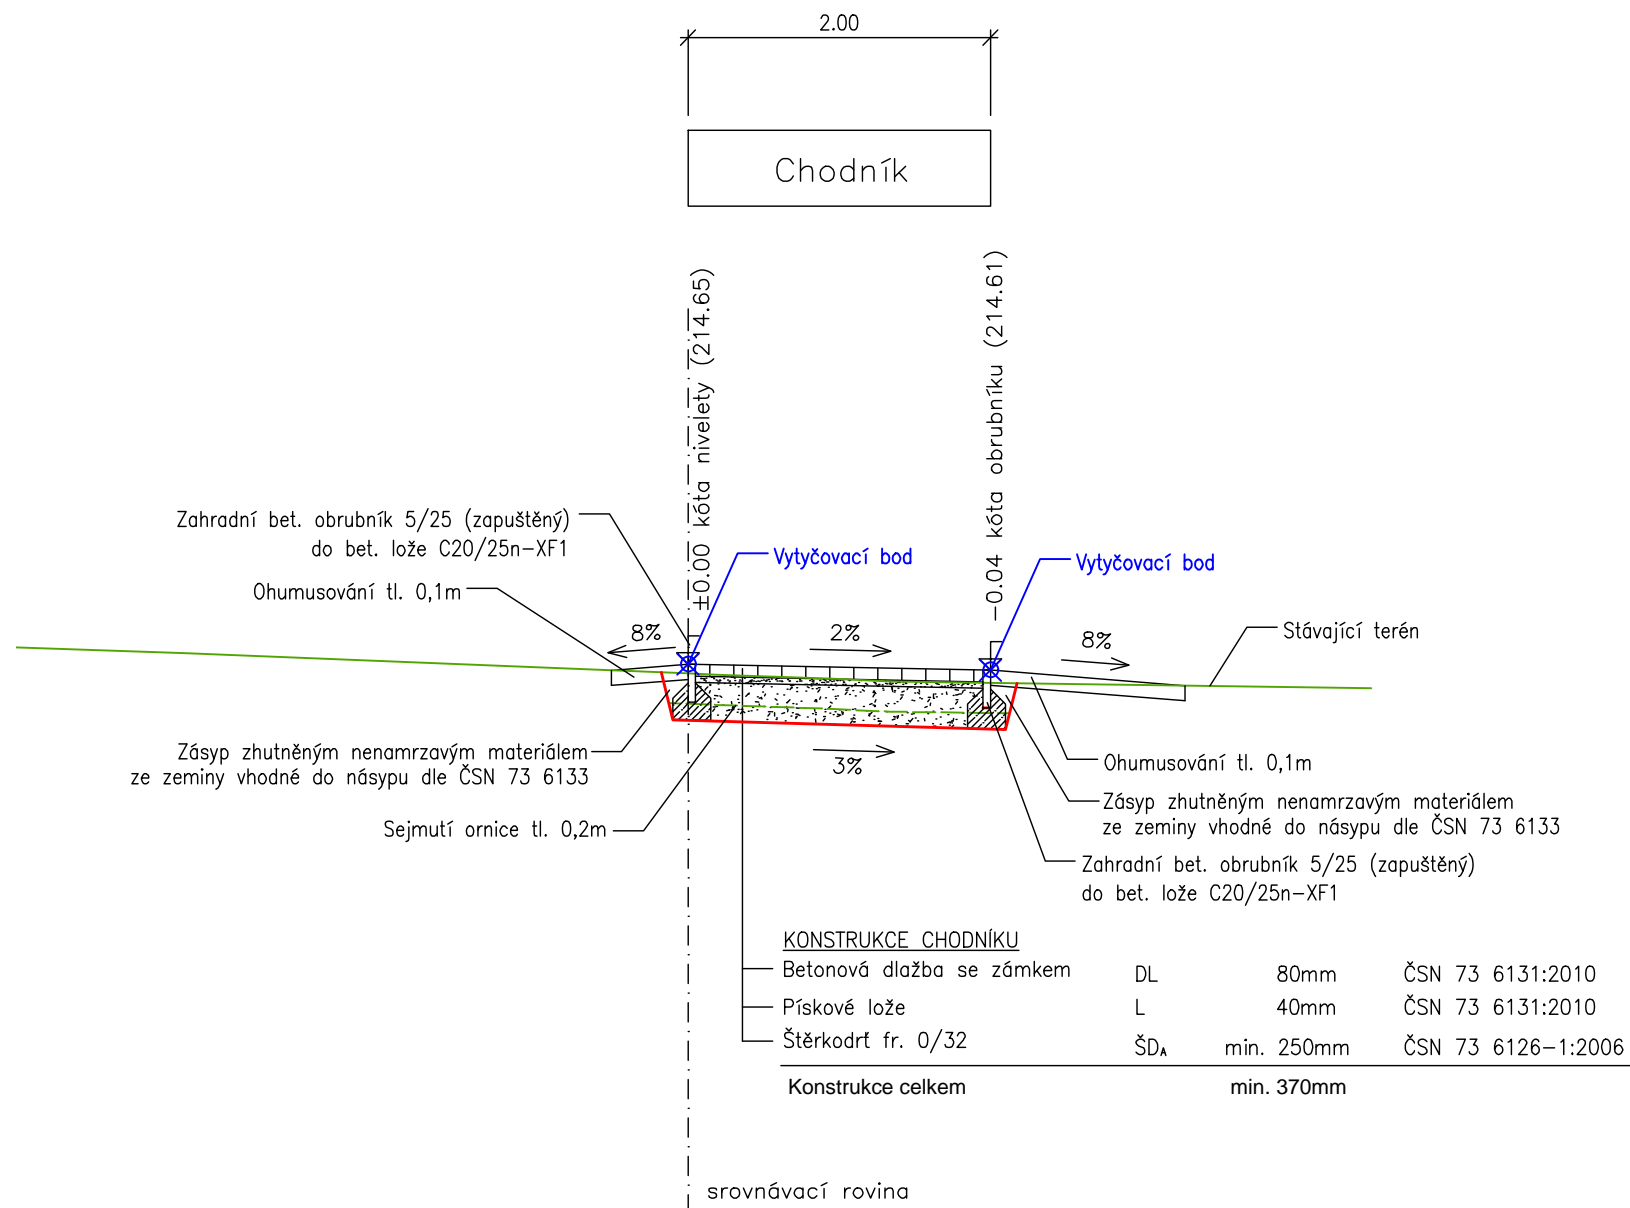 2.00
Chodník
±0.00 kóta nivelety (214.65)
-0.04 kóta obrubníku (214.61)
Zahradní bet. obrubník 5/25 (zapuštěný)
do bet. lože C20/25n-XF1
Vytyčovací bod
Vytyčovací bod
Ohumusování tl. 0,1m
8%
2%
8%
Stávající terén
Zásyp zhutněným nenamrzavým materiálem
ze zeminy vhodné do násypu dle ČSN 73 6133
3%
Ohumusování tl. 0,1m
Zásyp zhutněným nenamrzavým materiálem
ze zeminy vhodné do násypu dle ČSN 73 6133
Sejmutí ornice tl. 0,2m
Zahradní bet. obrubník 5/25 (zapuštěný)
do bet. lože C20/25n-XF1
KONSTRUKCE CHODNÍKU
Betonová dlažba se zámkem DL 80mm ČSN 73 6131:2010
Pískové lože L 40mm ČSN 73 6131:2010
Štěrkodrť fr. 0/32 ŠDA min. 250mm ČSN 73 6126-1:2006
Konstrukce celkem min. 370mm
srovnávací rovina